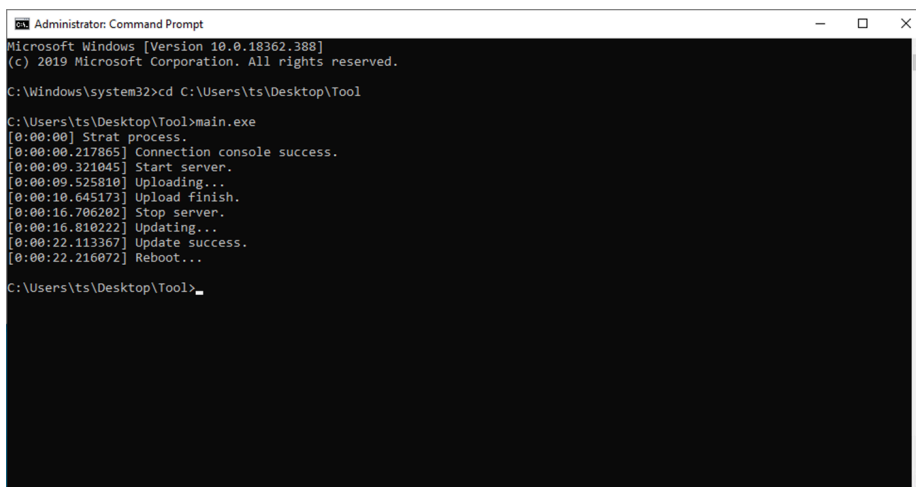 Administrator: Command Prompt
Microsoft Windows [Version 10.0.18362.388]
(c) 2019 Microsoft Corporation. All rights reserved.
C:\Windows\system32>cd C:\Users\ts\Desktop\Tool
C:\Users\ts\Desktop\Tool>main.exe
[0:00:00] Strat process.
[0:00:00.217865] Connection console success.
[0:00:09.321045] Start server.
[0:00:09.525810] Uploading...
[0:00:10.645173] Upload finish.
[0:00:16.706202] Stop server.
[0:00:16.810222] Updating...
[0:00:22.113367] Update success.
[0:00:22.216072] Reboot...
C:\Users\ts\Desktop\Tool>